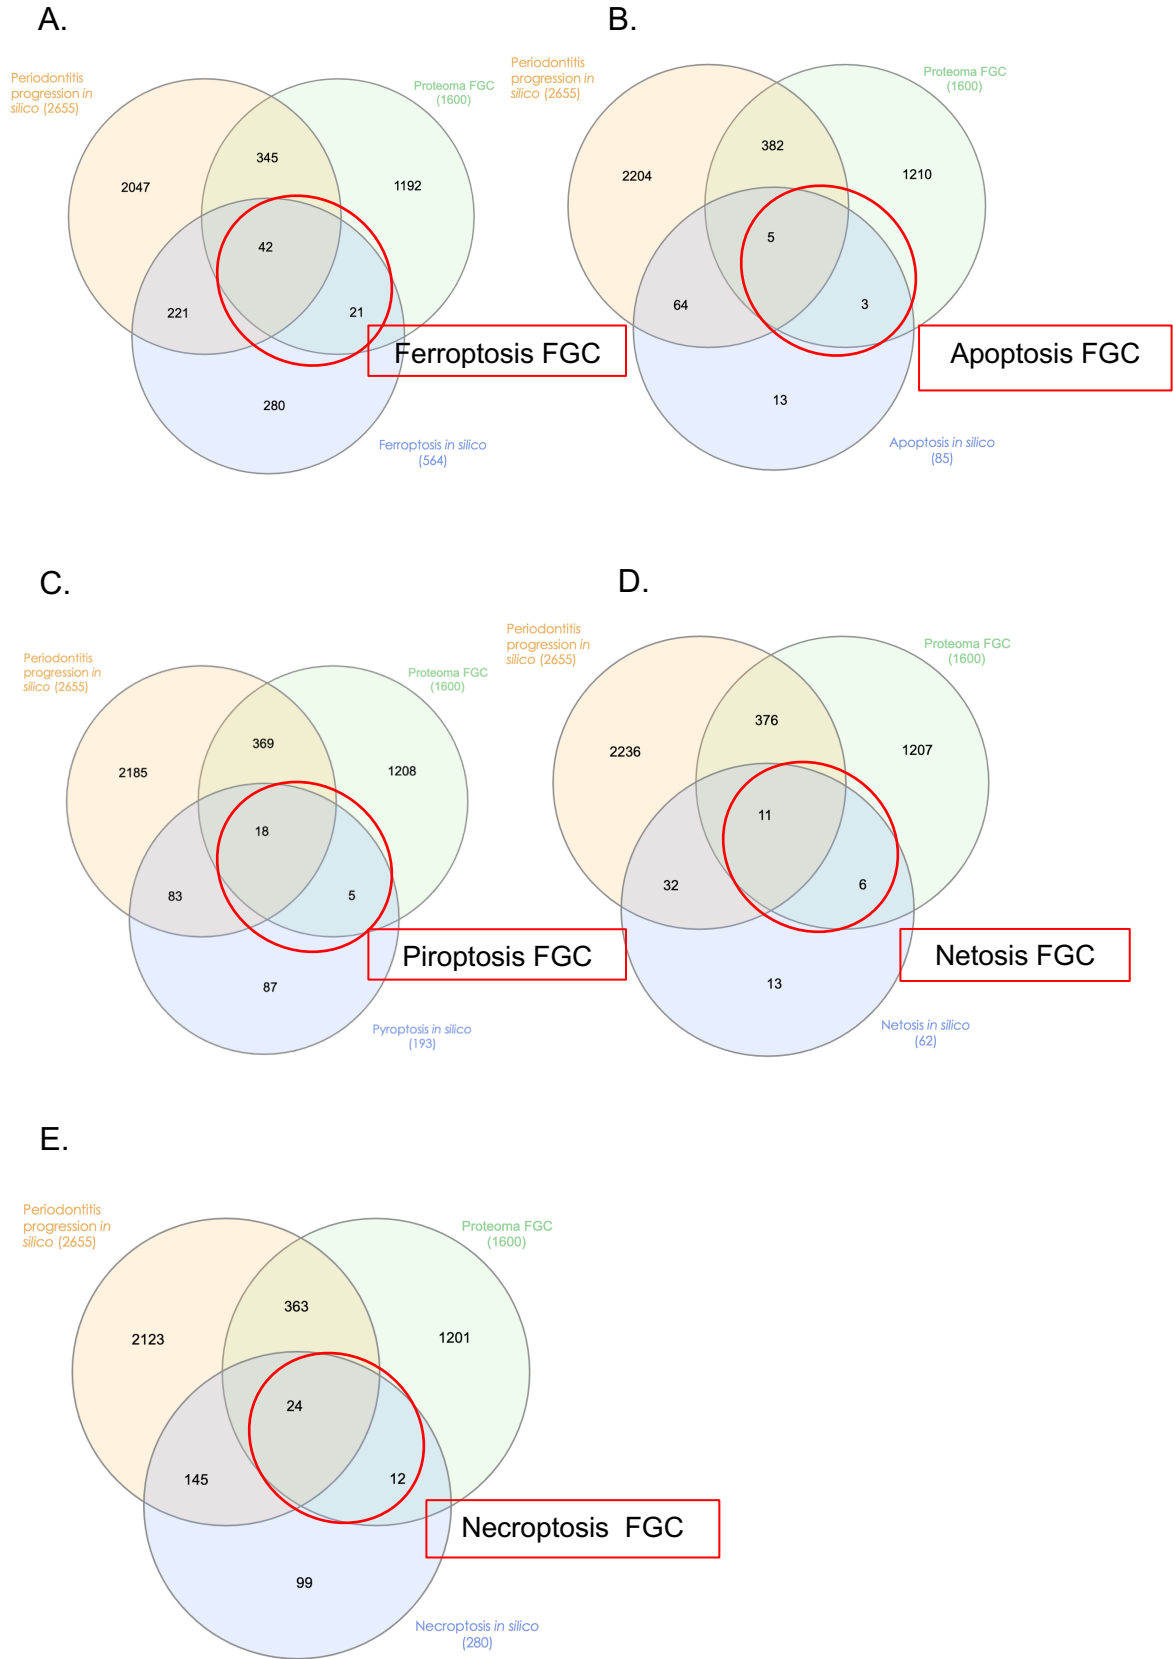 A.
Periodontitis
progression in
silico (2655)
Proteoma FGC
(1600)
345
2047
1192
42
221
21
Ferroptosis FGC
280
Ferroptosis in silico
(564)
B.
Periodontitis
progression in
silico (2655)
Proteoma FGC
(1600)
382
2204
1210
5
64
3
Apoptosis FGC
13
Apoptosis in silico
(85)
C.
Periodontitis
progression in
silico (2655)
Proteoma FGC
(1600)
369
2185
1208
18
83
5
Piroptosis FGC
87
Pyroptosis in silico
(193)
D.
Periodontitis
progression in
silico (2655)
Proteoma FGC
(1600)
376
2236
1207
11
32
6
Netosis FGC
13
Netosis in silico
(62)
E.
Periodontitis
progression in
silico (2655)
Proteoma FGC
(1600)
363
2123
1201
24
145
12
Necroptosis FGC
99
Necroptosis in silico
(280)